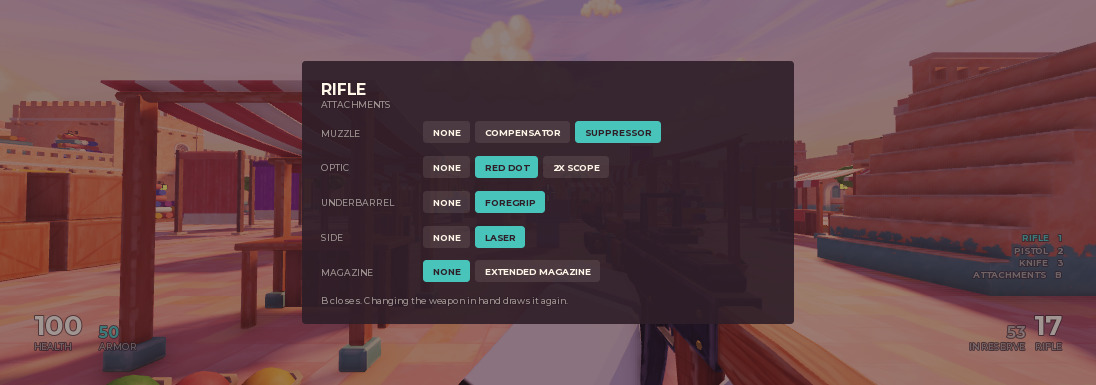 RIFLE
ATTACHMENTS
MUZZLE NONE COMPENSATOR SUPPRESSOR
OPTIC NONE RED DOT 2X SCOPE
UNDERBARREL NONE FOREGRIP
SIDE NONE LASER
MAGAZINE NONE EXTENDED MAGAZINE
B closes. Changing the weapon in hand draws it again.
RIFLE 1
PISTOL 2
KNIFE 3
ATTACHMENTS B
100 50
HEALTH ARMOR
53 17
IN RESERVE RIFLE